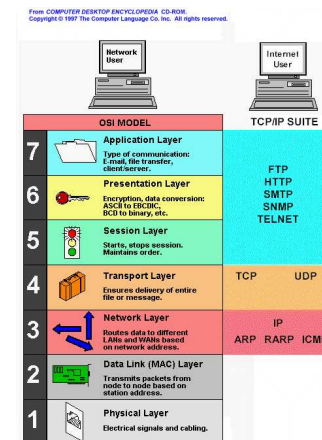 From COMPUTER DESKTOP ENCYCLOPEDIA CD-ROM.
Copyright © 1997 The Computer Language Co. Inc. All rights reserved.
Network
User
Internet
User
OSI MODEL
TCP/IP SUITE
7
Application Layer
Type of communication:
E-mail, file transfer,
client/server.
6
Presentation Layer
Encryption, data conversion:
ASCII to EBCDIC,
BCD to binary, etc.
5
Session Layer
Starts, stops session.
Maintains order.
FTP
HTTP
SMTP
SNMP
TELNET
4
Transport Layer
Ensures delivery of entire
file or message.
TCP UDP
3
Network Layer
Routes data to different
LANs and WANs based
on network address.
IP
ARP RARP ICM
2
Data Link (MAC) Layer
Transmits packets from
node to node based on
station address.
1
Physical Layer
Electrical signals and cabling.